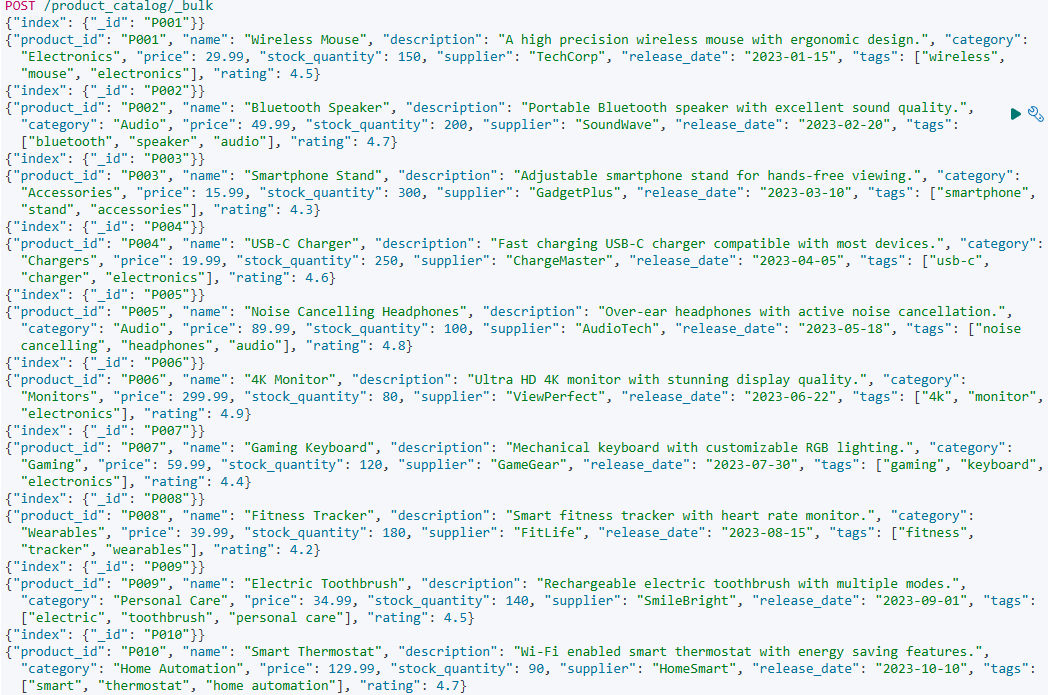 POST /product_catalog/_bulk
{"index": {"_id": "P001"}}
{"product_id": "P001", "name": "Wireless Mouse", "description": "A high precision wireless mouse with ergonomic design.", "category":
"Electronics", "price": 29.99, "stock_quantity": 150, "supplier": "TechCorp", "release_date": "2023-01-15", "tags": ["wireless",
"mouse", "electronics"], "rating": 4.5}
{"index": {"_id": "P002"}}
{"product_id": "P002", "name": "Bluetooth Speaker", "description": "Portable Bluetooth speaker with excellent sound quality.",
"category": "Audio", "price": 49.99, "stock_quantity": 200, "supplier": "SoundWave", "release_date": "2023-02-20", "tags":
["bluetooth", "speaker", "audio"], "rating": 4.7}
{"index": {"_id": "P003"}}
{"product_id": "P003", "name": "Smartphone Stand", "description": "Adjustable smartphone stand for hands-free viewing.", "category":
"Accessories", "price": 15.99, "stock_quantity": 300, "supplier": "GadgetPlus", "release_date": "2023-03-10", "tags": ["smartphone",
"stand", "accessories"], "rating": 4.3}
{"index": {"_id": "P004"}}
{"product_id": "P004", "name": "USB-C Charger", "description": "Fast charging USB-C charger compatible with most devices.", "category":
"Chargers", "price": 19.99, "stock_quantity": 250, "supplier": "ChargeMaster", "release_date": "2023-04-05", "tags": ["usb-c",
"charger", "electronics"], "rating": 4.6}
{"index": {"_id": "P005"}}
{"product_id": "P005", "name": "Noise Cancelling Headphones", "description": "Over-ear headphones with active noise cancellation.",
"category": "Audio", "price": 89.99, "stock_quantity": 100, "supplier": "AudioTech", "release_date": "2023-05-18", "tags": ["noise
cancelling", "headphones", "audio"], "rating": 4.8}
{"index": {"_id": "P006"}}
{"product_id": "P006", "name": "4K Monitor", "description": "Ultra HD 4K monitor with stunning display quality.", "category":
"Monitors", "price": 299.99, "stock_quantity": 80, "supplier": "ViewPerfect", "release_date": "2023-06-22", "tags": ["4k", "monitor",
"electronics"], "rating": 4.9}
{"index": {"_id": "P007"}}
{"product_id": "P007", "name": "Gaming Keyboard", "description": "Mechanical keyboard with customizable RGB lighting.", "category":
"Gaming", "price": 59.99, "stock_quantity": 120, "supplier": "GameGear", "release_date": "2023-07-30", "tags": ["gaming", "keyboard",
"electronics"], "rating": 4.4}
{"index": {"_id": "P008"}}
{"product_id": "P008", "name": "Fitness Tracker", "description": "Smart fitness tracker with heart rate monitor.", "category":
"Wearables", "price": 39.99, "stock_quantity": 180, "supplier": "FitLife", "release_date": "2023-08-15", "tags": ["fitness",
"tracker", "wearables"], "rating": 4.2}
{"index": {"_id": "P009"}}
{"product_id": "P009", "name": "Electric Toothbrush", "description": "Rechargeable electric toothbrush with multiple modes.",
"category": "Personal Care", "price": 34.99, "stock_quantity": 140, "supplier": "SmileBright", "release_date": "2023-09-01", "tags":
["electric", "toothbrush", "personal care"], "rating": 4.5}
{"index": {"_id": "P010"}}
{"product_id": "P010", "name": "Smart Thermostat", "description": "Wi-Fi enabled smart thermostat with energy saving features.",
"category": "Home Automation", "price": 129.99, "stock_quantity": 90, "supplier": "HomeSmart", "release_date": "2023-10-10", "tags":
["smart", "thermostat", "home automation"], "rating": 4.7}